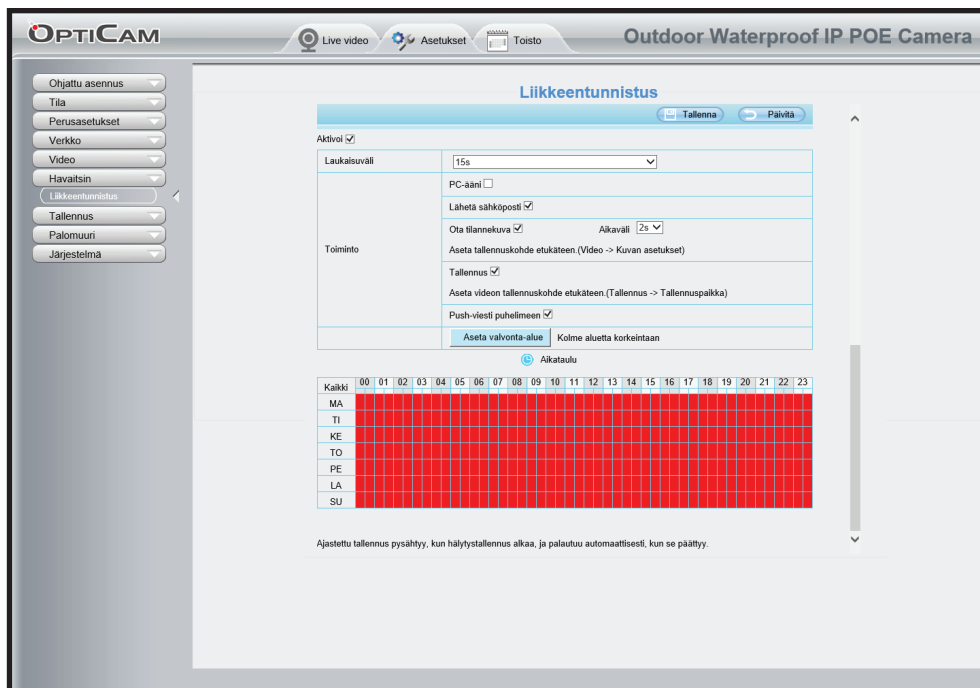 OPTICAM
Live video
Asetukset
Toisto
Outdoor Waterproof IP POE Camera
Ohjattu asennus
Tila
Perusasetukset
Verkko
Video
Havaitsin
Liikkeentunnistus
Tallennus
Palomuuri
Järjestelmä
Liikkeentunnistus
Tallenna
Päivitä
Aktivoi
Laukaisuväli
15s
Toiminto
PC-ääni
Lähetä sähköposti
Ota tilannekuva Aikaväli 2s
Aseta tallennuskohde etukäteen.(Video -> Kuvan asetukset)
Tallennus
Aseta videon tallennuskohde etukäteen.(Tallennus -> Tallennuspaikka)
Push-viesti puhelimeen
Aseta valvonta-alue Kolme aluetta korkeintaan
Aikataulu
Kaikki 00 01 02 03 04 05 06 07 08 09 10 11 12 13 14 15 16 17 18 19 20 21 22 23
MA
TI
KE
TO
PE
LA
SU
Ajastettu tallennus pysähtyy, kun hälytystallennus alkaa, ja palautuu automaattisesti, kun se päättyy.